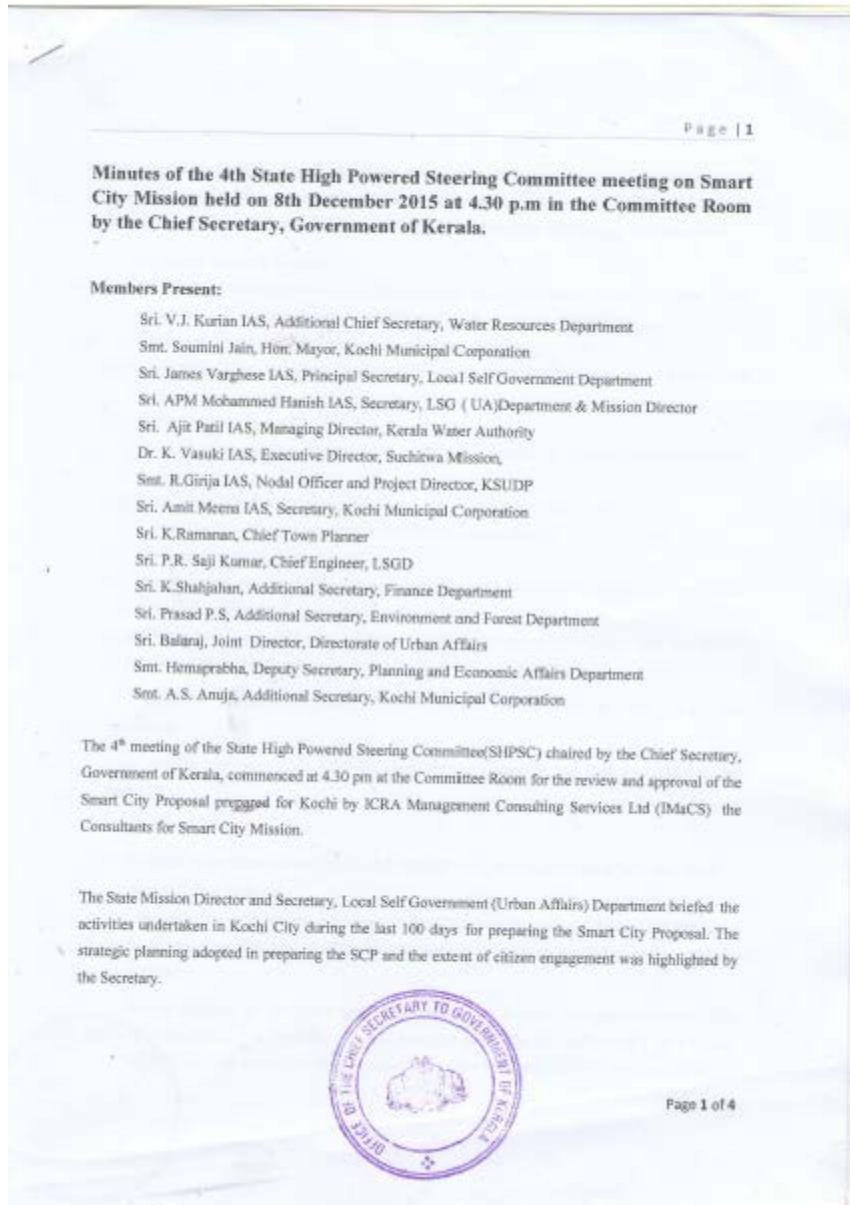 Page | 1
Minutes of the 4th State High Powered Steering Committee meeting on Smart
City Mission held on 8th December 2015 at 4.30 p.m in the Committee Room
by the Chief Secretary, Government of Kerala.
Members Present:
Sri. V.J. Kurian IAS, Additional Chief Secretary, Water Resources Department
Smt. Soumini Jain, Hon. Mayor, Kochi Municipal Corporation
Sri. James Varghese IAS, Principal Secretary, Local Self Government Department
Sri. APM Mohammed Hanish IAS, Secretary, LSG ( UA)Department & Mission Director
Sri. Ajit Patil IAS, Managing Director, Kerala Water Authority
Dr. K. Vasuki IAS, Executive Director, Suchitwa Mission,
Smt. R.Girija IAS, Nodal Officer and Project Director, KSUDP
Sri. Amit Meena IAS, Secretary, Kochi Municipal Corporation
Sri. K.Ramanan, Chief Town Planner
Sri. P.R. Saji Kumar, Chief Engineer, LSGD
Sri. K.Shahjahan, Additional Secretary, Finance Department
Sri. Prasad P.S, Additional Secretary, Environment and Forest Department
Sri. Balaraj, Joint Director, Directorate of Urban Affairs
Smt. Hemaprabha, Deputy Secretary, Planning and Economic Affairs Department
Smt. A.S. Anuja, Additional Secretary, Kochi Municipal Corporation
The 4th meeting of the State High Powered Steering Committee(SHPSC) chaired by the Chief Secretary,
Government of Kerala, commenced at 4.30 pm at the Committee Room for the review and approval of the
Smart City Proposal prepared for Kochi by ICRA Management Consulting Services Ltd (IMaCS) the
Consultants for Smart City Mission.
The State Mission Director and Secretary, Local Self Government (Urban Affairs) Department briefed the
activities undertaken in Kochi City during the last 100 days for preparing the Smart City Proposal. The
strategic planning adopted in preparing the SCP and the extent of citizen engagement was highlighted by
the Secretary.
OFFICE OF THE CHIEF SECRETARY TO GOVERNMENT OF KERALA
Page 1 of 4